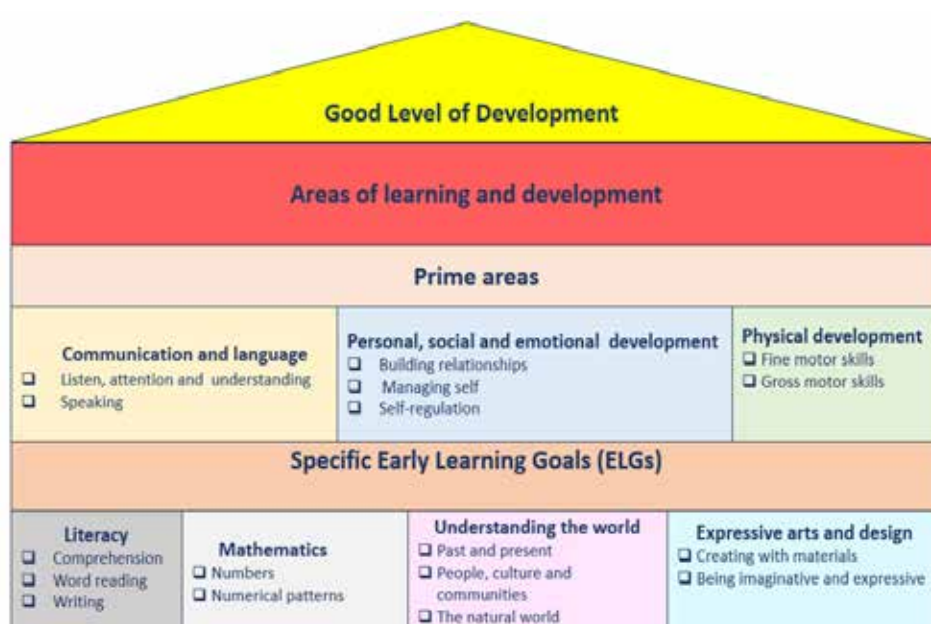 Good Level of Development
Areas of learning and development
Prime areas
Communication and language
Listen, attention and understanding
Speaking
Personal, social and emotional development
Building relationships
Managing self
Self-regulation
Physical development
Fine motor skills
Gross motor skills
Specific Early Learning Goals (ELGs)
Literacy
Comprehension
Word reading
Writing
Mathematics
Numbers
Numerical patterns
Understanding the world
Past and present
People, culture and
communities
The natural world
Expressive arts and design
Creating with materials
Being imaginative and expressive